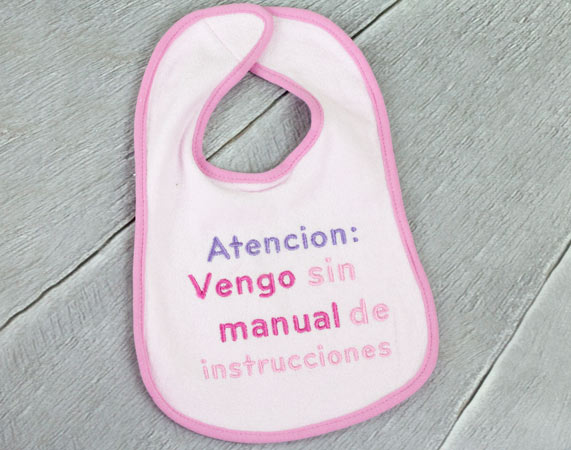 Atencion:
Vengo sin
manual de
instrucciones